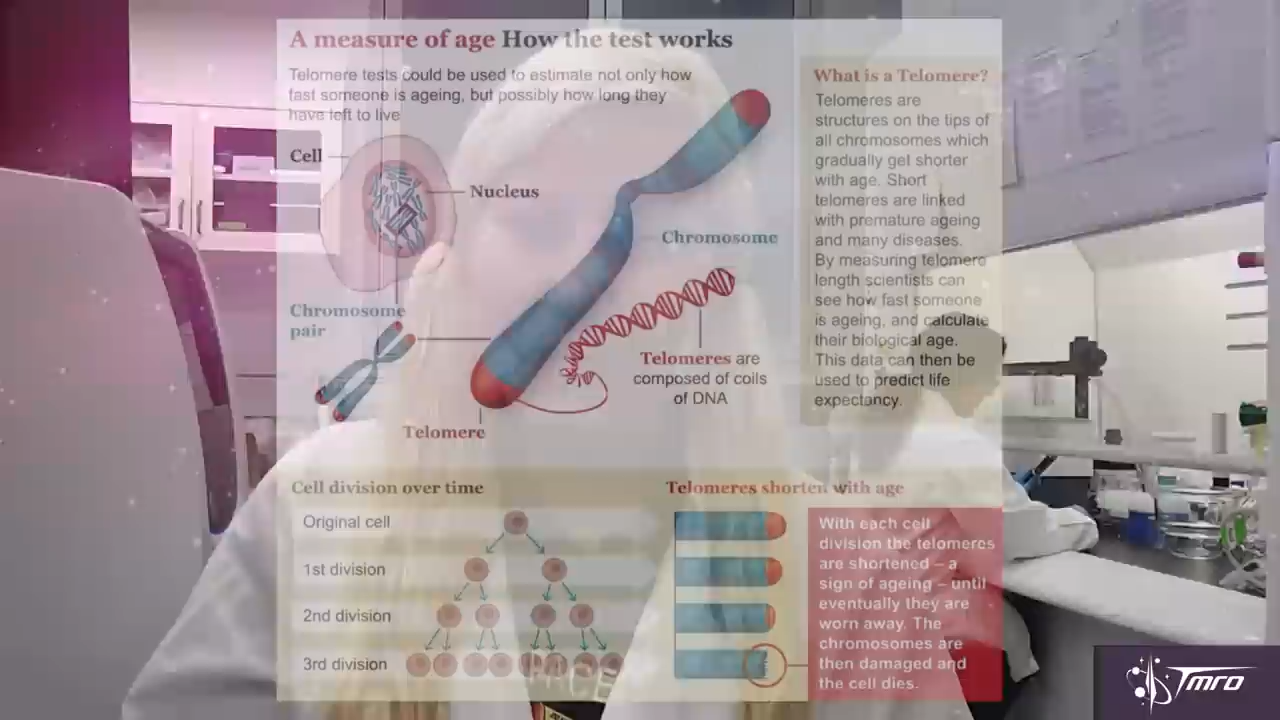 A measure of age How the test works
Telomere tests could be used to estimate not only how
fast someone is ageing, but possibly how long they
have left to live
Cell
Nucleus
Chromosome
Chromosome
pair
Telomeres are
composed of coils
of DNA
Telomere
What is a Telomere?
Telomeres are
structures on the tips of
all chromosomes which
gradually get shorter
with age. Short
telomeres are linked
with premature ageing
and many diseases.
By measuring telomere
length scientists can
see how fast someone
is ageing, and calculate
their biological age.
This data can then be
used to predict life
expectancy.
Cell division over time
Original cell
1st division
2nd division
3rd division
Telomeres shorten with age
With each cell
division the telomeres
are shortened – a
sign of ageing – until
eventually they are
worn away. The
chromosomes are
then damaged and
the cell dies.
SPACE
Tmro